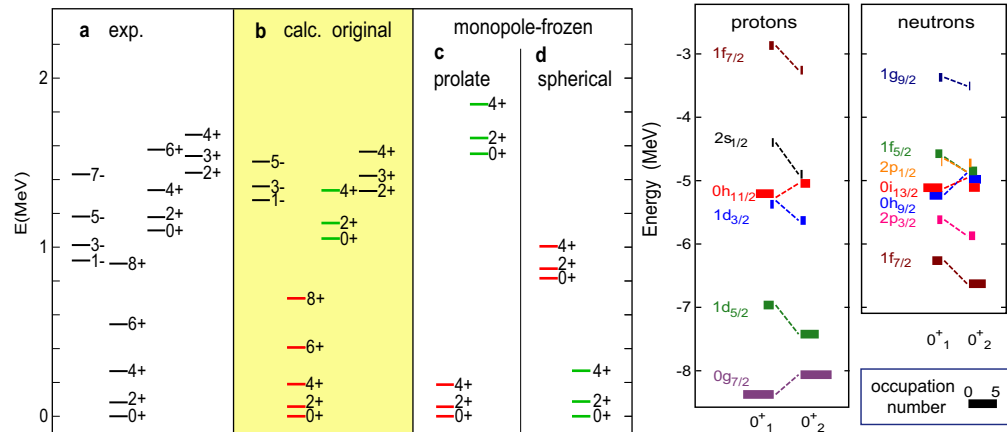 a exp.
b calc. original
monopole-frozen
c
prolate
d
spherical
E(MeV)
2
1
0
7-
5-
3-
1-
6+
4+
2+
0+
8+
6+
4+
2+
0+
4+
3+
2+
5-
3-
1-
4+
2+
0+
4+
3+
2+
8+
6+
4+
2+
0+
4+
2+
0+
4+
2+
0+
4+
2+
0+
4+
2+
0+
protons
Energy (MeV)
-3
-4
-5
-6
-7
-8
1f7/2
2s1/2
0h11/2
1d3/2
1d5/2
0g7/2
0+1
0+2
neutrons
1g9/2
1f5/2
2p1/2
0i13/2
0h9/2
2p3/2
1f7/2
0+1
0+2
occupation
number
0 5